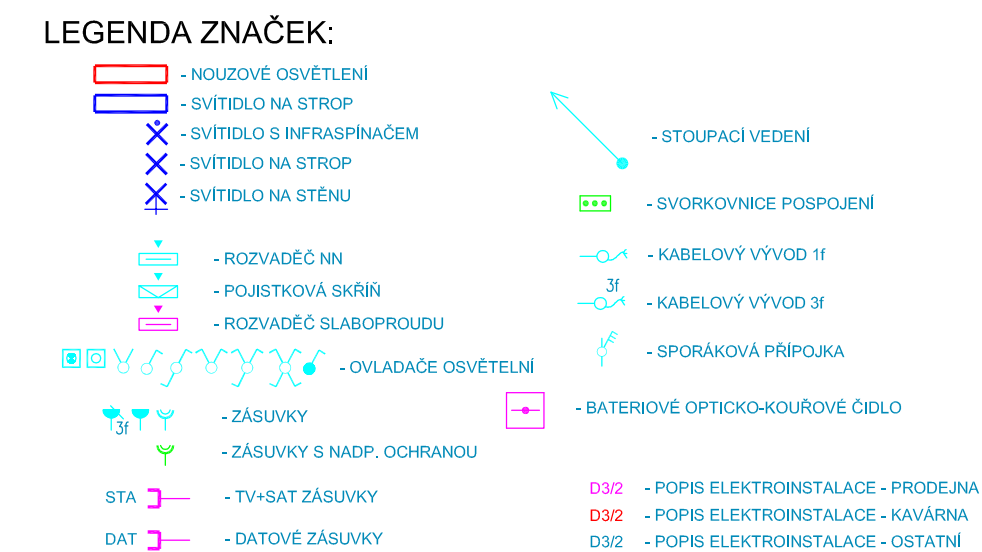 LEGENDA ZNAČEK:
- NOUZOVÉ OSVĚTLENÍ
- SVÍTIDLO NA STROP
- SVÍTIDLO S INFRASPÍNAČEM
- SVÍTIDLO NA STROP
- SVÍTIDLO NA STĚNU
- ROZVADĚČ NN
- POJISTKOVÁ SKŘÍŇ
- ROZVADĚČ SLABOPROUDU
- OVLADAČE OSVĚTELNÍ
3f
- ZÁSUVKY
- ZÁSUVKY S NADP. OCHRANOU
STA - TV+SAT ZÁSUVKY
DAT - DATOVÉ ZÁSUVKY
- STOUPACÍ VEDENÍ
- SVORKOVNICE POSPOJENÍ
- KABELOVÝ VÝVOD 1f
3f
- KABELOVÝ VÝVOD 3f
- SPORÁKOVÁ PŘÍPOJKA
- BATERIOVÉ OPTICKO-KOUŘOVÉ ČIDLO
D3/2 - POPIS ELEKTROINSTALACE - PRODEJNA
D3/2 - POPIS ELEKTROINSTALACE - KAVÁRNA
D3/2 - POPIS ELEKTROINSTALACE - OSTATNÍ